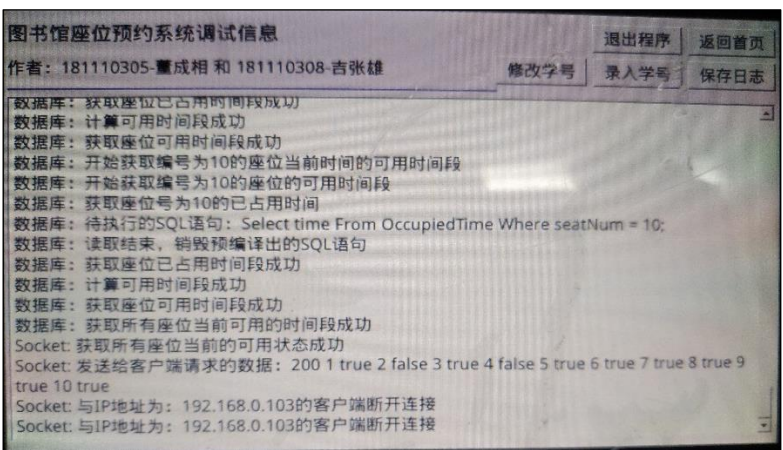 图书馆座位预约系统调试信息
退出程序
返回首页
作者：181110305-董成相 和 181110308-吉张雄
修改学号
录入学号
保存日志
数据库：获取座位已占用时间段成功
数据库：计算可用时间段成功
数据库：获取座位可用时间段成功
数据库：开始获取编号为10的座位当前时间的可用时间段
数据库：开始获取编号为10的座位的可用时间段
数据库：获取座位号为10的已占用时间
数据库：待执行的SQL语句：Select time From OccupiedTime Where seatNum = 10;
数据库：读取结束、销毁预编译出的SQL语句
数据库：获取座位已占用时间段成功
数据库：计算可用时间段成功
数据库：获取座位可用时间段成功
数据库：获取所有座位当前可用的时间段成功
Socket: 获取所有座位当前的可用状态成功
Socket: 发送给客户端请求的数据：200 1 true 2 false 3 true 4 false 5 true 6 true 7 true 8 true 9
true 10 true
Socket: 与IP地址为：192.168.0.103的客户端断开连接
Socket: 与IP地址为：192.168.0.103的客户端断开连接